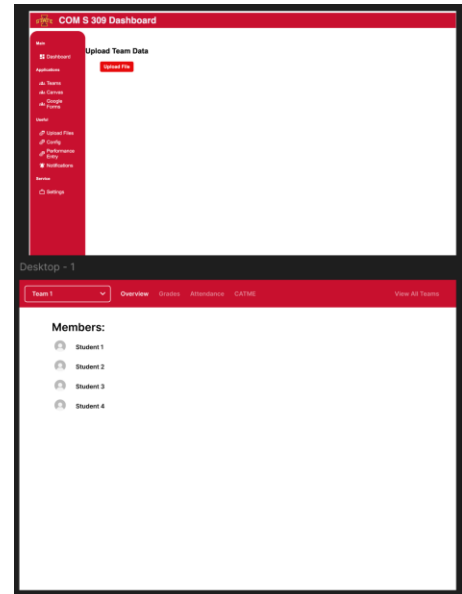 COM S 309 Dashboard
Main
Dashboard
Applications
Teams
Canvas
Google
Forms
Useful
Upload Files
Config
Performance
Entry
Notifications
Service
Settings
Upload Team Data
Upload File
Desktop - 1
Team 1
Overview Grades Attendance CATME
View All Teams
Members:
Student 1
Student 2
Student 3
Student 4